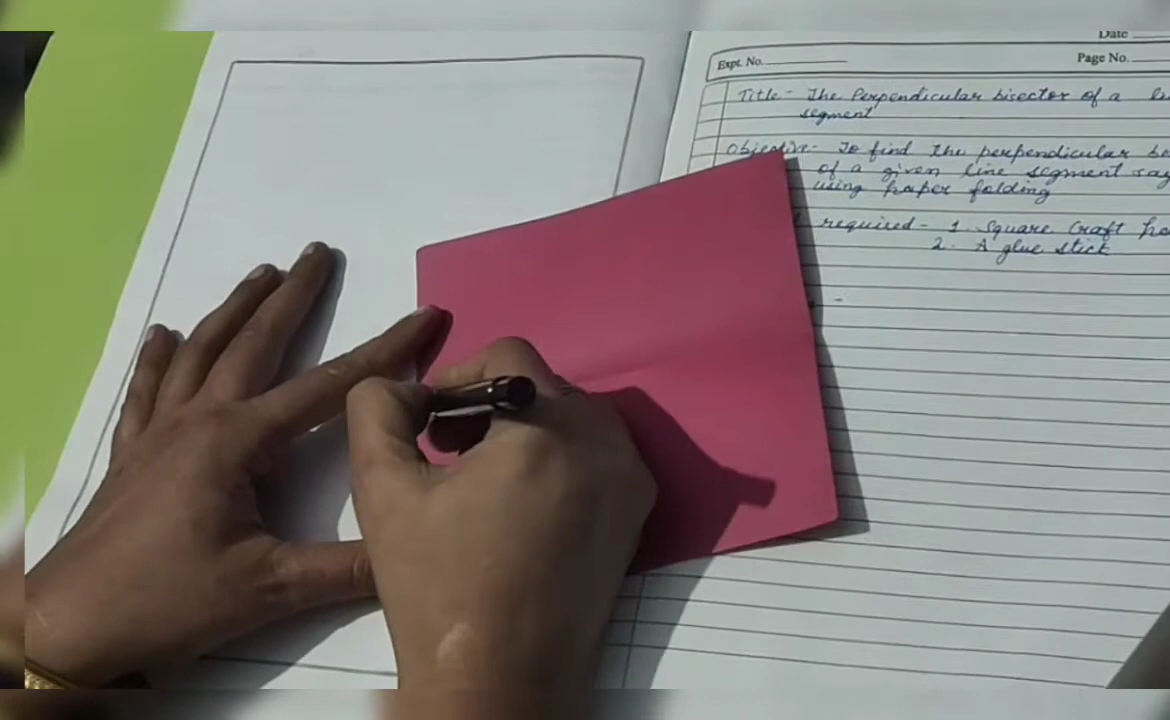 Date
Expt. No.
Page No.
Title - The Perpendicular bisector of a
segment
Objective - To find the perpendicular
of a given line segment say
using paper folding
required - 1. Square Craft
2. A glue stick